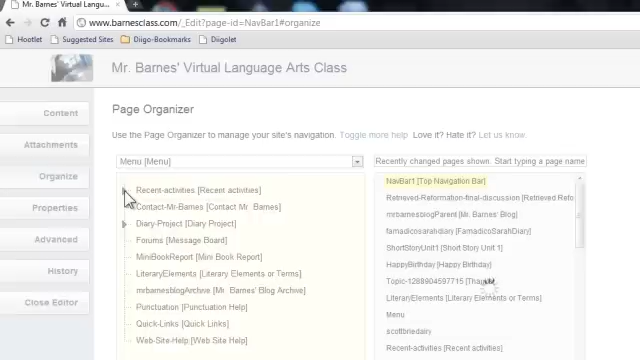 Mr. Barnes' Virtual Langua
www.barnesclass.com/_Edit?page-id=NavBar1#organize
Hootlet Suggested Sites Diigo-Bookmarks Diigolet
Mr. Barnes' Virtual Language Arts Class
Content
Attachments
Organize
Properties
Advanced
History
Close Editor
Page Organizer
Use the Page Organizer to manage your site's navigation. Toggle more help Love it? Hate it? Let us know.
Menu [Menu]
Recent-activities [Recent activities]
Contact-Mr-Barnes [Contact Mr. Barnes]
Diary-Project [Diary Project]
Forums [Message Board]
MiniBookReport [Mini Book Report]
LiteraryElements [Literary Elements or Terms]
mrbarnesblogArchive [Mr. Barnes' Blog Archive]
Punctuation [Punctuation Help]
Quick-Links [Quick Links]
Web-Site-Help [Web Site Help]
Recently changed pages shown. Start typing a page name
NavBar1 [Top Navigation Bar]
Retrieved-Reformation-final-discussion [Retrieved Refo
mrbarnesblogParent [Mr. Barnes' Blog]
famadicosarahdiary [FamadicoSarahDiary]
ShortStoryUnit1 [Short Story Unit 1]
HappyBirthday [Happy Birthday]
Topic-1288904597715
LiteraryElements [Literary Elements or Terms]
Menu
scottbriediary
Recent-activities [Recent activities]